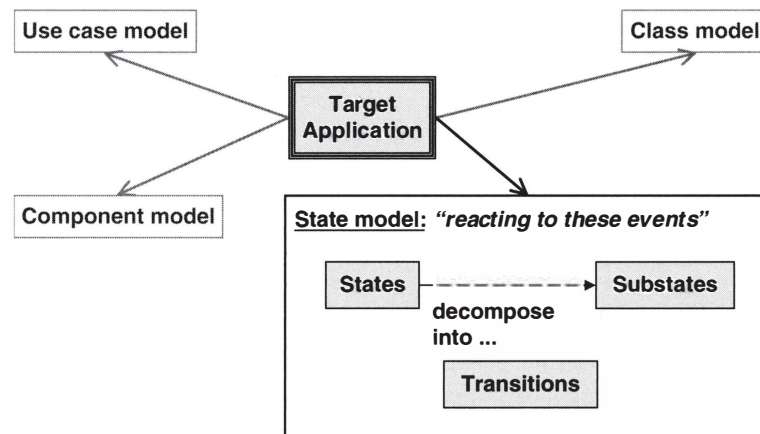 Use case model
Class model
Target
Application
Component model
State model: “reacting to these events”
States
Substates
decompose
into ...
Transitions